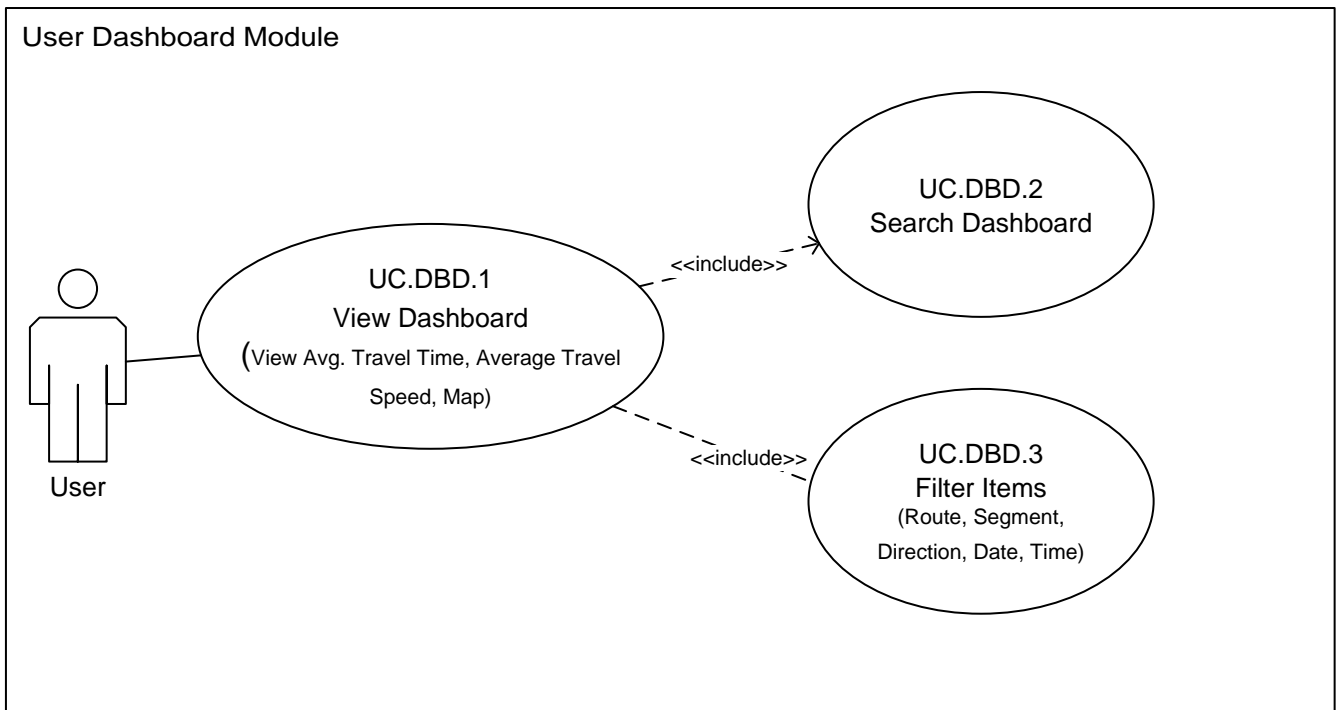 User Dashboard Module
UC.DBD.2
Search Dashboard
<<include>>
UC.DBD.1
View Dashboard
(View Avg. Travel Time, Average Travel
Speed, Map)
<<include>>
UC.DBD.3
Filter Items
(Route, Segment,
Direction, Date, Time)
User